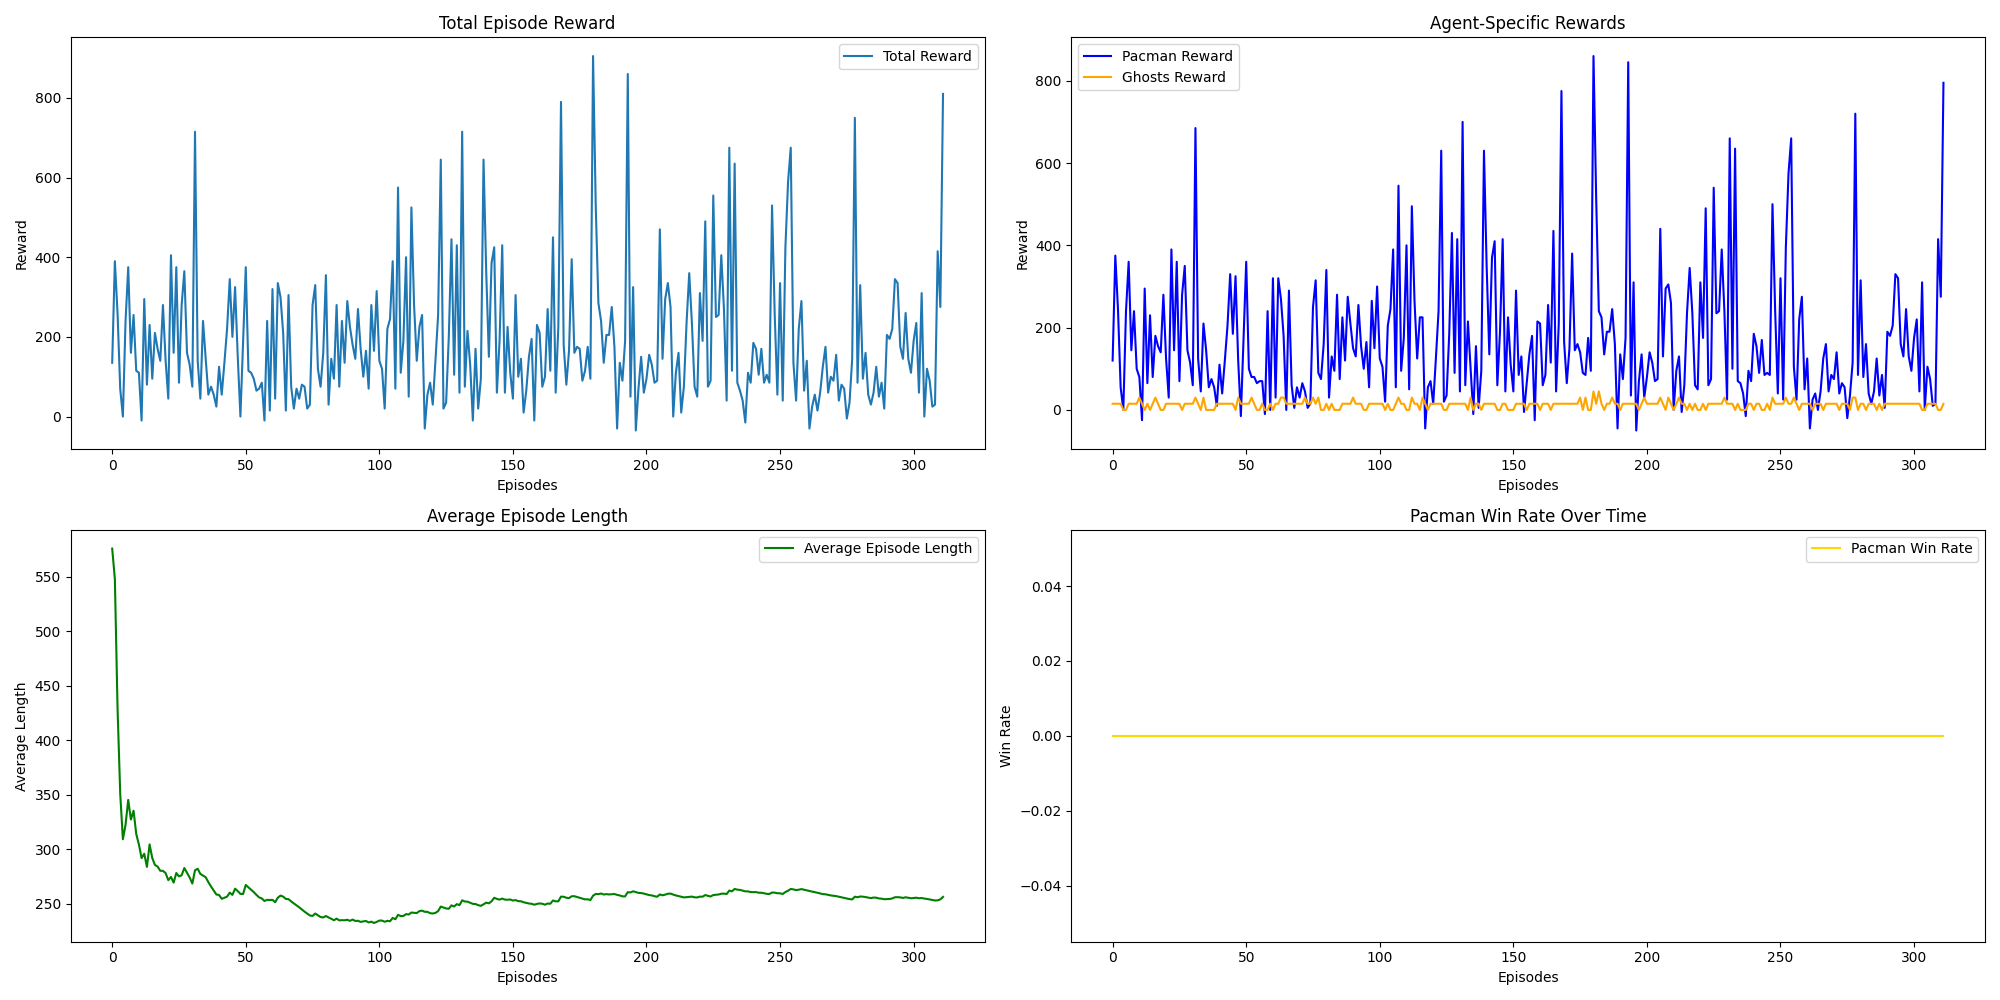 Total Episode Reward
Total Reward
Reward
800
600
400
200
0
0 50 100 150 200 250 300
Episodes
Agent-Specific Rewards
Pacman Reward
Ghosts Reward
Reward
800
600
400
200
0
0 50 100 150 200 250 300
Episodes
Average Episode Length
Average Episode Length
Average Length
550
500
450
400
350
300
250
0 50 100 150 200 250 300
Episodes
Pacman Win Rate Over Time
Pacman Win Rate
Win Rate
0.04
0.02
0.00
−0.02
−0.04
0 50 100 150 200 250 300
Episodes